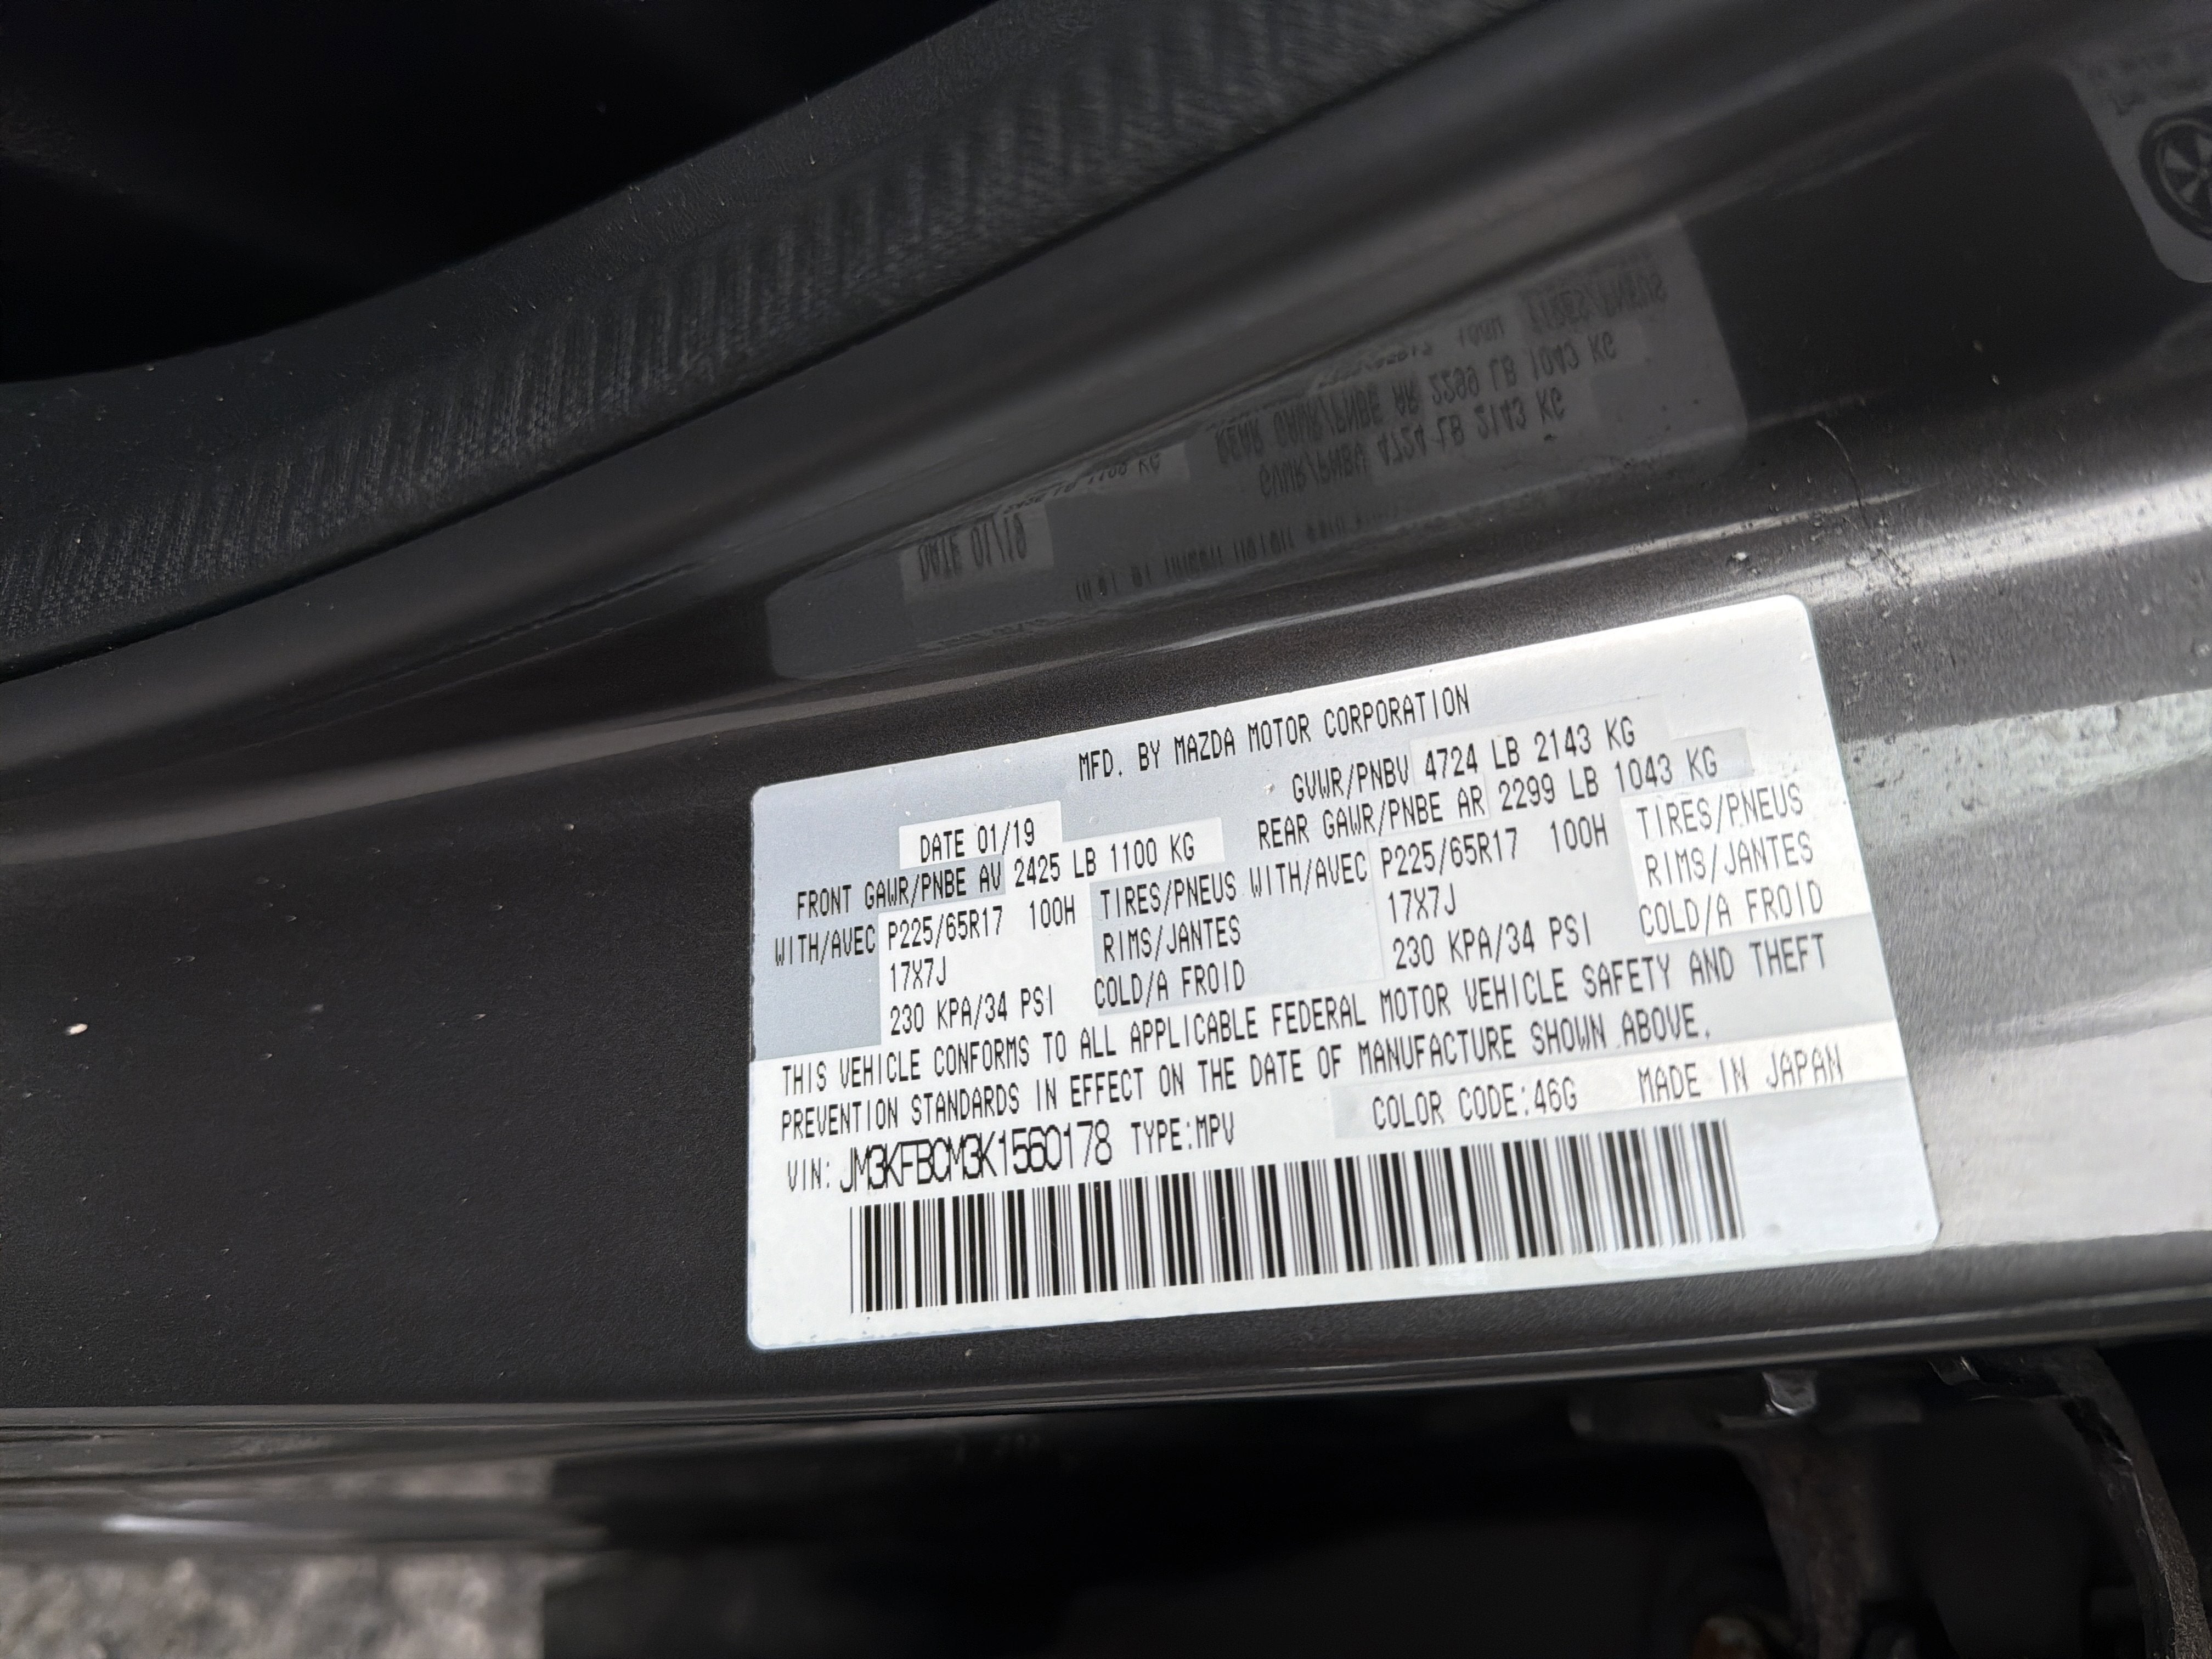 MFD. BY MAZDA MOTOR CORPORATION
DATE 01/19 GVWR/PNBV 4724 LB 2143 KG
FRONT GAWR/PNBE AV 2425 LB 1100 KG REAR GAWR/PNBE AR 2299 LB 1043 KG
WITH/AVEC P225/65R17 100H TIRES/PNEUS WITH/AVEC P225/65R17 100H TIRES/PNEUS
17X7J RIMS/JANTES 17X7J RIMS/JANTES
230 KPA/34 PSI COLD/A FROID 230 KPA/34 PSI COLD/A FROID
THIS VEHICLE CONFORMS TO ALL APPLICABLE FEDERAL MOTOR VEHICLE SAFETY AND THEFT
PREVENTION STANDARDS IN EFFECT ON THE DATE OF MANUFACTURE SHOWN ABOVE.
VIN: JM3KFBCM3K1560178 TYPE:MPV COLOR CODE:46G MADE IN JAPAN